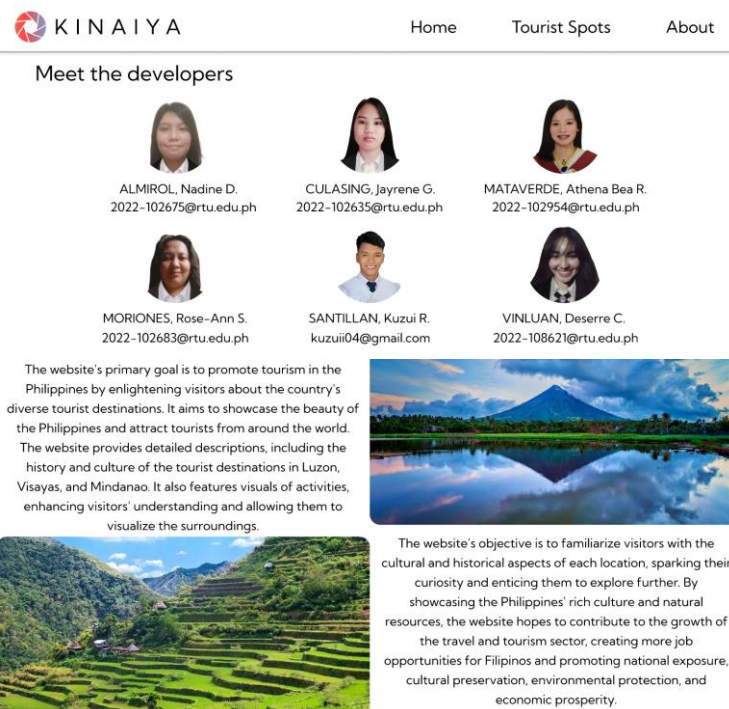 KINAIYA
Home
Tourist Spots
About
Meet the developers
ALMIROL, Nadine D.
2022-102675@rtu.edu.ph
CULASING, Jayrene G.
2022-102635@rtu.edu.ph
MATAVERDE, Athena Bea R.
2022-102954@rtu.edu.ph
MORIONES, Rose-Ann S.
2022-102683@rtu.edu.ph
SANTILLAN, Kuzui R.
kuzuii04@gmail.com
VINLUAN, Deserre C.
2022-108621@rtu.edu.ph
The website's primary goal is to promote tourism in the
Philippines by enlightening visitors about the country's
diverse tourist destinations. It aims to showcase the beauty of
the Philippines and attract tourists from around the world.
The website provides detailed descriptions, including the
history and culture of the tourist destinations in Luzon,
Visayas, and Mindanao. It also features visuals of activities,
enhancing visitors' understanding and allowing them to
visualize the surroundings.
The website's objective is to familiarize visitors with the
cultural and historical aspects of each location, sparking their
curiosity and enticing them to explore further. By
showcasing the Philippines' rich culture and natural
resources, the website hopes to contribute to the growth of
the travel and tourism sector, creating more job
opportunities for Filipinos and promoting national exposure,
cultural preservation, environmental protection, and
economic prosperity.